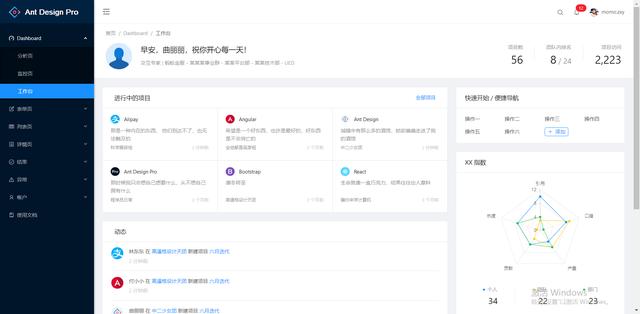 Ant Design Pro
12
momo.zxy
Dashboard
分析页
监控页
工作台
表单页
列表页
详情页
结果
异常
帐户
使用文档
首页 / Dashboard / 工作台
早安，曲丽丽，祝你开心每一天！
交互专家 | 蚂蚁金服－某某某事业群－某某平台部－某某技术部－UED
项目数
56
团队内排名
8 / 24
项目访问
2,223
进行中的项目
全部项目
Alipay
那是一种内在的东西，他们到达不了，也无法触及的
科学搬砖组
Angular
希望是一个好东西，也许是最好的，好东西是不会消亡的
全组都是吴彦祖
Ant Design
城镇中有那么多的酒馆，她却偏偏走进了我的酒馆
中二少女团
Ant Design Pro
那时候我只会想自己想要什么，从不想自己拥有什么
程序员日常
Bootstrap
凛冬将至
高逼格设计天团
React
生命就像一盒巧克力，结果往往出人意料
骗你来学计算机
动态
林东东 在 高逼格设计天团 新建项目 六月迭代
付小小 在 高逼格设计天团 新建项目 六月迭代
曲丽丽 在 中二少女团 新建项目 六月迭代
快速开始 / 便捷导航
操作一
操作二
操作三
操作四
操作五
操作六
添加
XX 指数
引用
口碑
产量
贡献
热度
12
个人
34
团队
22
部门
23
激活 Windows